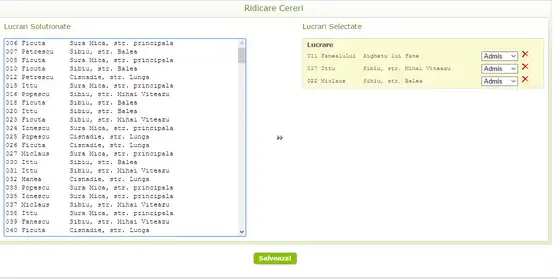 Ridicare Cereri
Lucrari Solutionate
006 Ficuta Sura Mica, str. principala
007 Petrescu Sibiu, str. Balea
008 Ficuta Sura Mica, str. principala
010 Ficuta Sibiu, str. Balea
012 Petrescu Cisnadie, str. Lunga
015 Ittu Sura Mica, str. principala
016 Popescu Sibiu, str. Mihai Viteazu
018 Ficuta Sibiu, str. Balea
020 Ittu Sibiu, str. Balea
023 Ficuta Sibiu, str. Mihai Viteazu
024 Ionescu Sura Mica, str. principala
025 Popescu Cisnadie, str. Lunga
026 Ficuta Cisnadie, str. Lunga
027 Miclaus Sura Mica, str. principala
030 Ittu Sibiu, str. Balea
031 Ittu Sibiu, str. Mihai Viteazu
032 Manea Cisnadie, str. Lunga
033 Popescu Sura Mica, str. principala
035 Ionescu Sura Mica, str. principala
037 Miclaus Sibiu, str. Mihai Viteazu
038 Ittu Sura Mica, str. principala
039 Fanescu Sibiu, str. Mihai Viteazu
040 Ficuta Cisnadie, str. Lunga
»
Lucrari Selectate
Lucrare
011 Fanealului Sighetu lui fane Admis
017 Ittu Sibiu, str. Mihai Viteazu Admis
022 Miclaus Sibiu, str. Balea Admis
Salveaza!